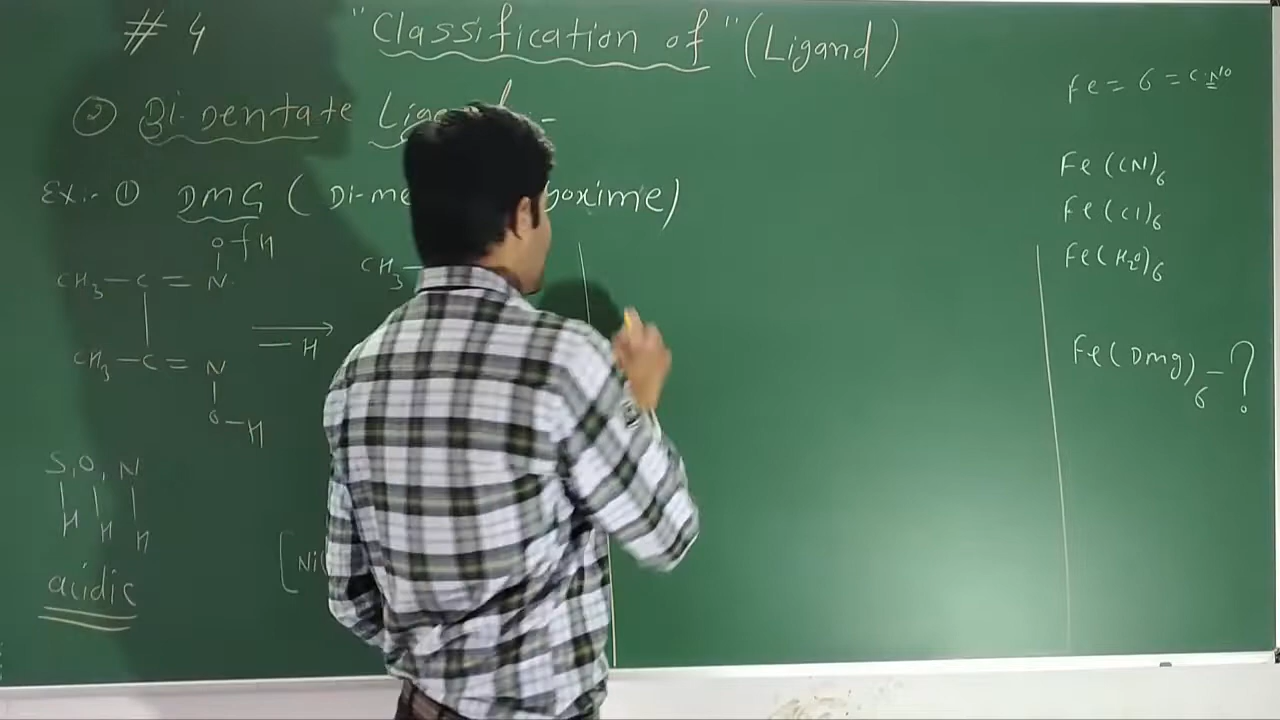 # 4 "Classification of" (Ligand)
② Bi-Dentate
Ex:- ① DMG ( Di-me oxime)
O-H
CH3-C=N
CH3-C=N
O-H
-H
CH3-
S, O, N
H H H
acidic
[Ni(
Fe = 6 = C.No
Fe(CN)6
Fe(Cl)6
Fe(H2O)6
Fe(Dmg)6-?